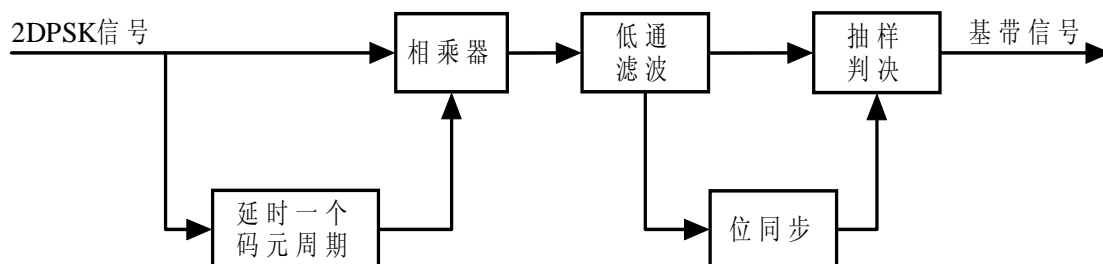 2DPSK信号
相乘器
低通
滤波
抽样
判决
基带信号
延时一个
码元周期
位同步